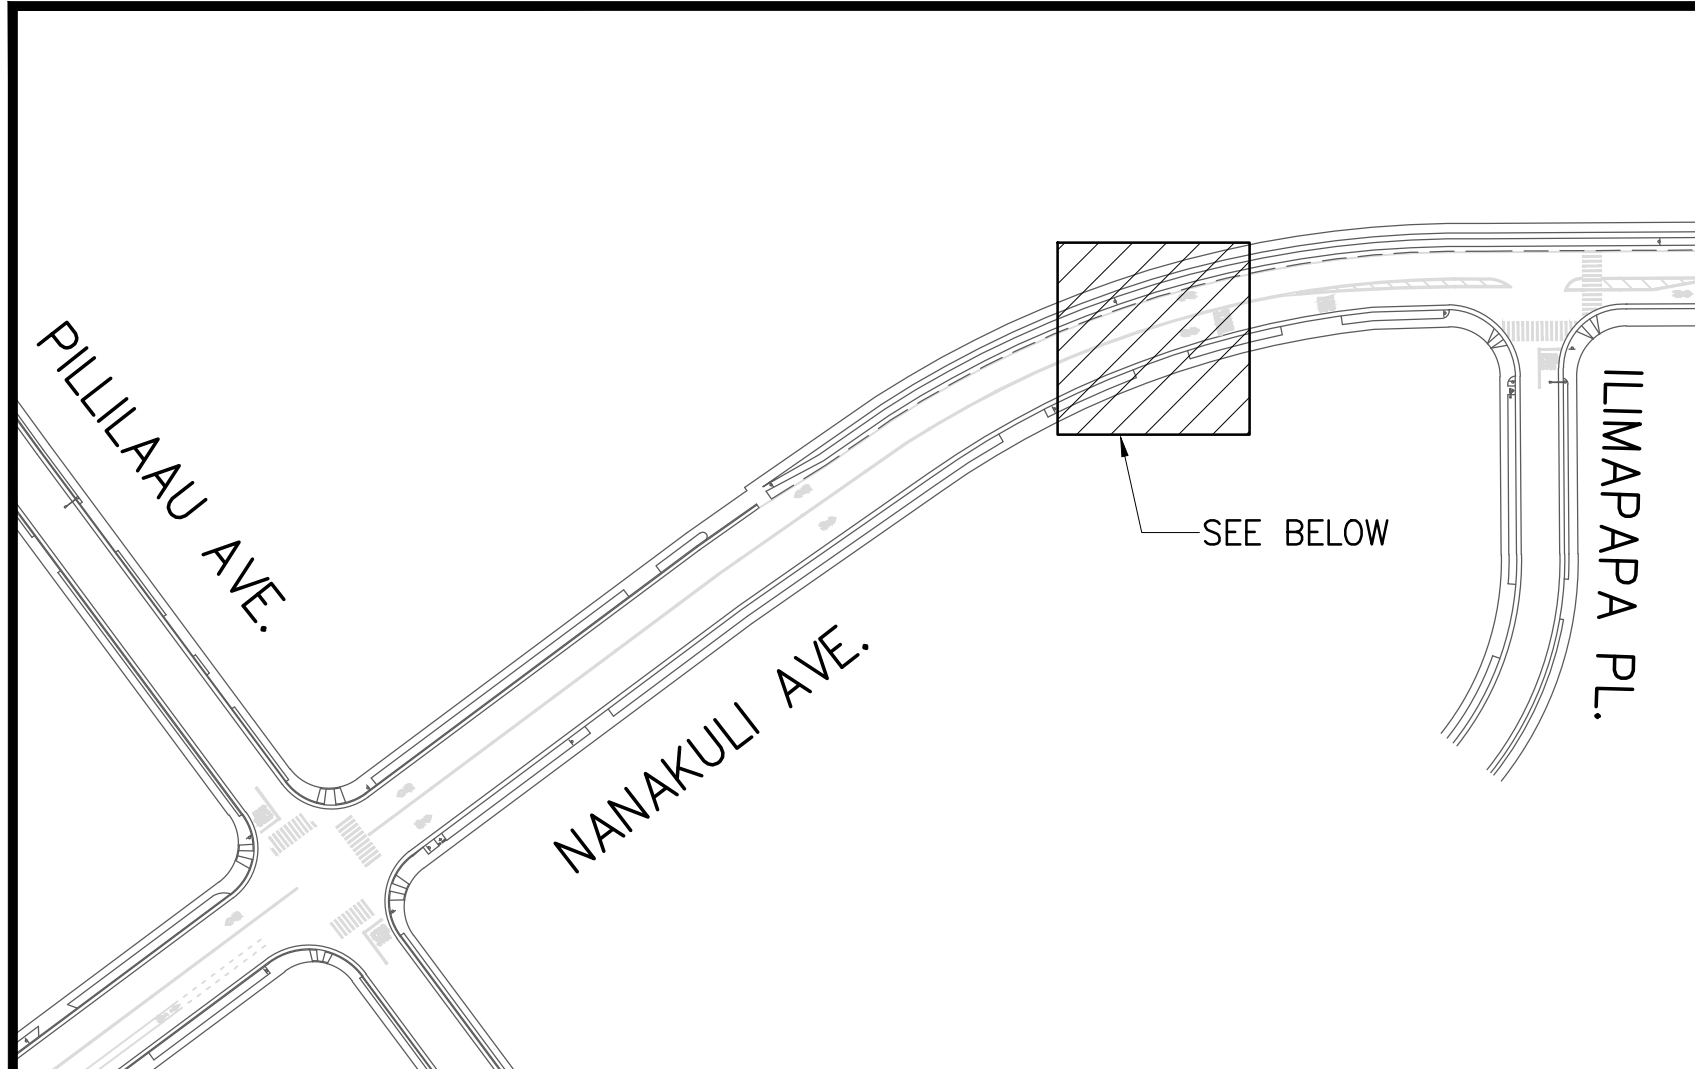 PILLILAAU AVE.
NANAKULI AVE.
SEE BELOW
ILIMAPAPA PL.